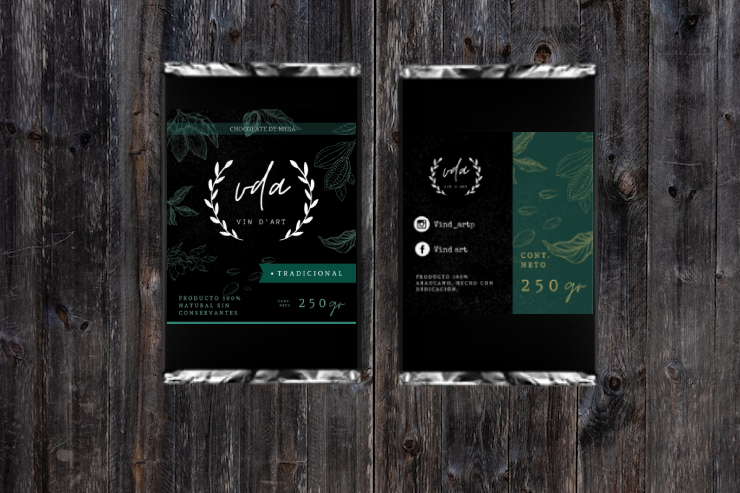 CHOCOLATE DE MESA
vda
VIN D'ART
• TRADICIONAL
PRODUCTO 100%
NATURAL SIN
CONSERVANTES
CONT.
NETO
250 gr
vda
VIN D'ART
Vind_artp
Vind art
PRODUCTO 100%
ARAUCANO, HECHO CON
DEDICACIÓN.
CONT.
NETO
250 gr